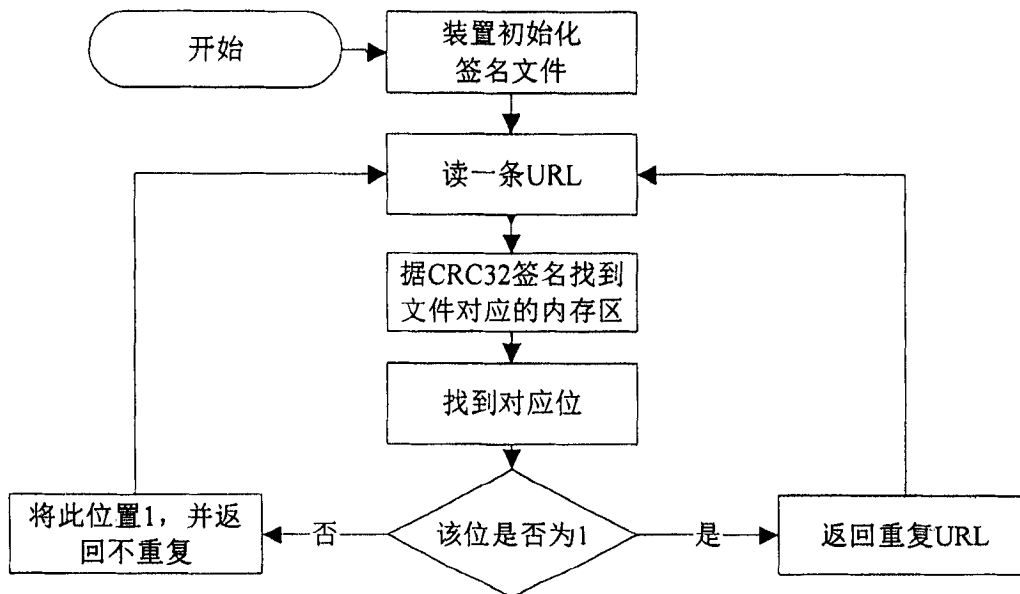 开始
装置初始化
签名文件
读一条URL
据CRC32签名找到
文件对应的内存区
找到对应位
将此位置1，并返
回不重复
否
该位是否为1
是
返回重复URL